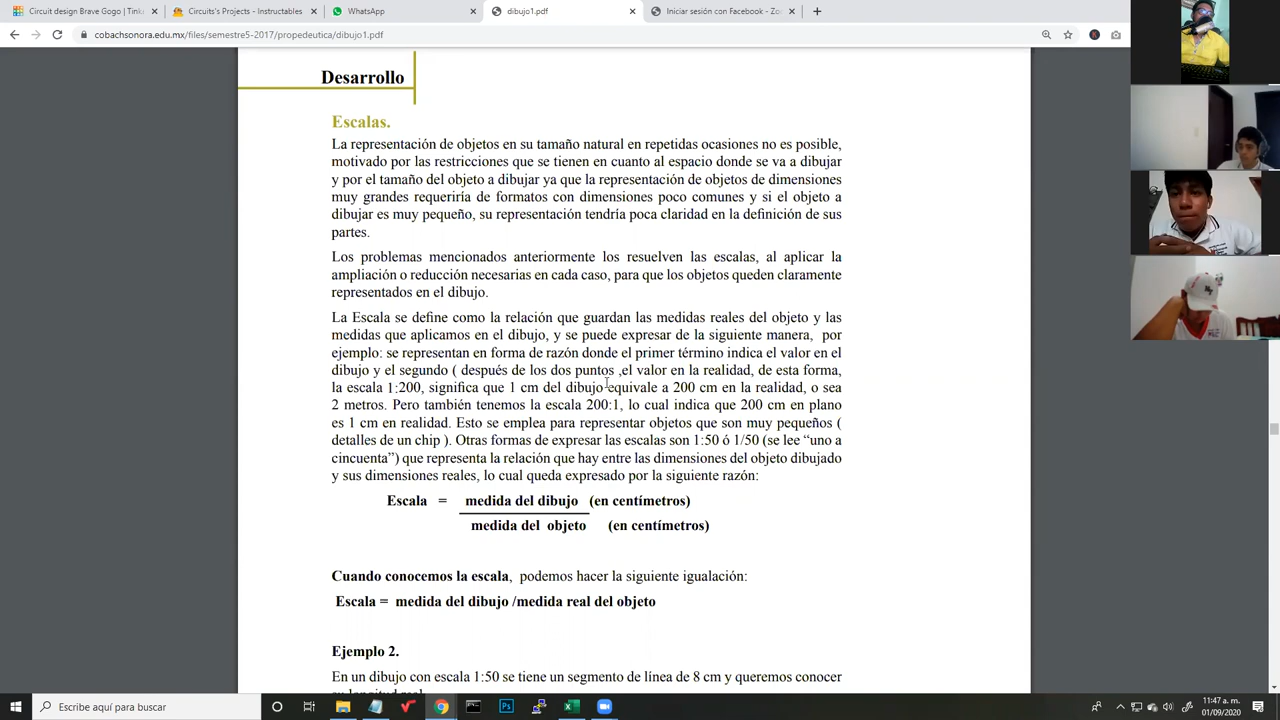 Circuit design Brave Gogo | Tink
Circuits's Projects - Instructables
WhatsApp
dibujo1.pdf
Iniciar sesión con Facebook - Zo
cobachsonora.edu.mx/files/semestre5-2017/propedeutica/dibujo1.pdf
Desarrollo
Escalas.
La representación de objetos en su tamaño natural en repetidas ocasiones no es posible,
motivado por las restricciones que se tienen en cuanto al espacio donde se va a dibujar
y por el tamaño del objeto a dibujar ya que la representación de objetos de dimensiones
muy grandes requeriría de formatos con dimensiones poco comunes y si el objeto a
dibujar es muy pequeño, su representación tendría poca claridad en la definición de sus
partes.
Los problemas mencionados anteriormente los resuelven las escalas, al aplicar la
ampliación o reducción necesarias en cada caso, para que los objetos queden claramente
representados en el dibujo.
La Escala se define como la relación que guardan las medidas reales del objeto y las
medidas que aplicamos en el dibujo, y se puede expresar de la siguiente manera, por
ejemplo: se representan en forma de razón donde el primer término indica el valor en el
dibujo y el segundo ( después de los dos puntos ,el valor en la realidad, de esta forma,
la escala 1:200, significa que 1 cm del dibujo equivale a 200 cm en la realidad, o sea
2 metros. Pero también tenemos la escala 200:1, lo cual indica que 200 cm en plano
es 1 cm en realidad. Esto se emplea para representar objetos que son muy pequeños (
detalles de un chip ). Otras formas de expresar las escalas son 1:50 ó 1/50 (se lee “uno a
cincuenta”) que representa la relación que hay entre las dimensiones del objeto dibujado
y sus dimensiones reales, lo cual queda expresado por la siguiente razón:
Escala = medida del dibujo (en centímetros)
medida del objeto (en centímetros)
Cuando conocemos la escala, podemos hacer la siguiente igualación:
Escala = medida del dibujo /medida real del objeto
Ejemplo 2.
En un dibujo con escala 1:50 se tiene un segmento de línea de 8 cm y queremos conocer
su longitud real.
Escribe aquí para buscar
11:47 a. m.
01/09/2020